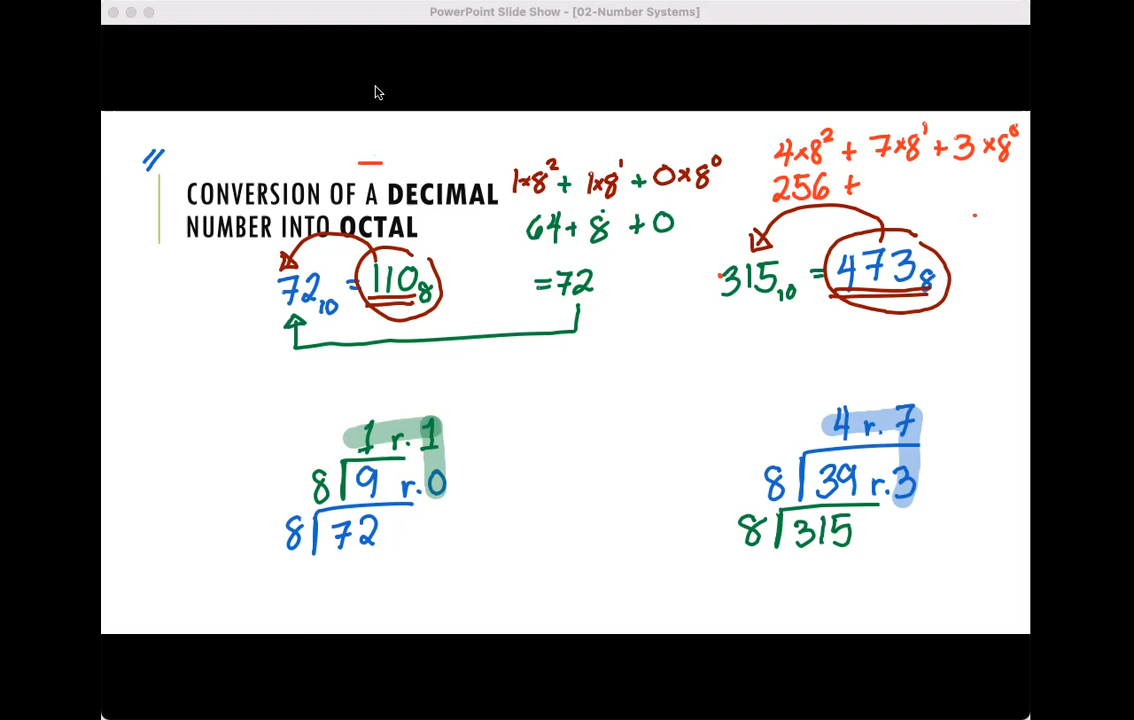 PowerPoint Slide Show - [02-Number Systems]
CONVERSION OF A DECIMAL
NUMBER INTO OCTAL
1×8² + 1×8¹ + 0×8⁰
64 + 8 + 0
= 72
4×8² + 7×8¹ + 3×8⁰
256 +
72₁₀ = 110₈
315₁₀ = 473₈
1 r. 1
8 9 r. 0
8 72
4 r. 7
8 39 r. 3
8 315